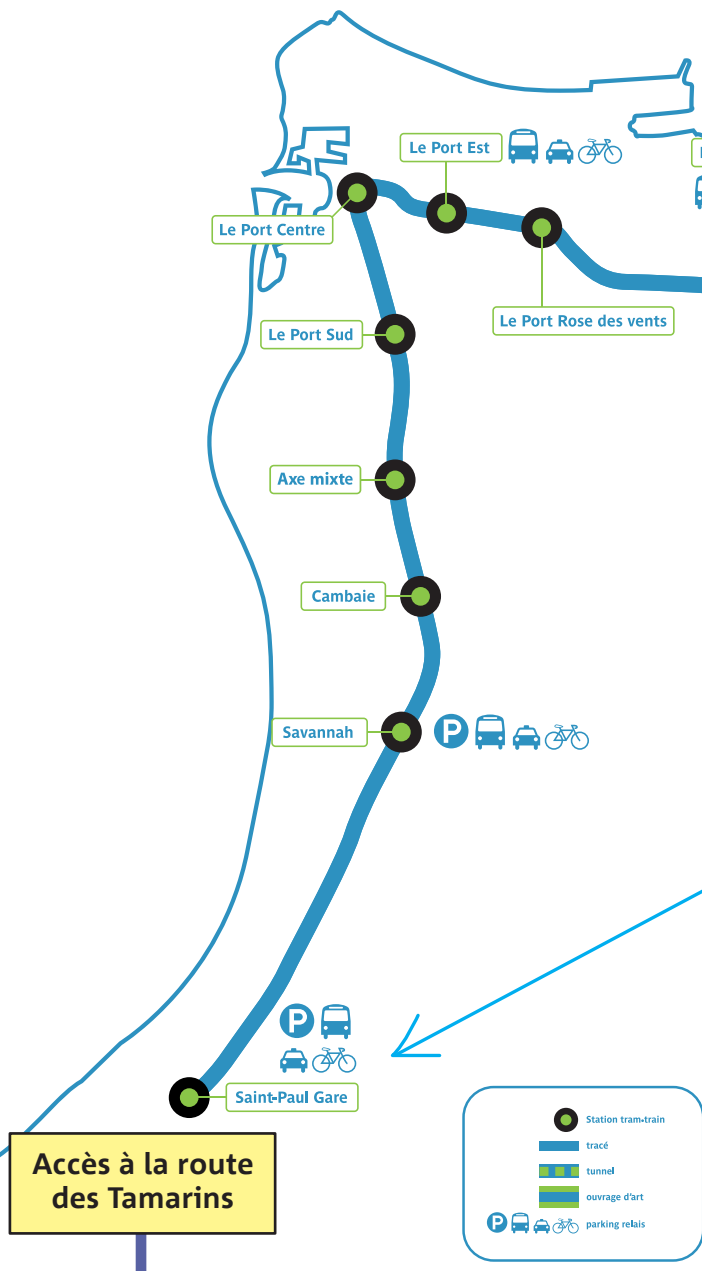 Le Port Est
Le Port Centre
Le Port Rose des vents
Le Port Sud
Axe mixte
Cambaie
Savannah
P
P
Saint-Paul Gare
Accès à la route
des Tamarins
Station tram-train
tracé
tunnel
ouvrage d'art
P
parking relais